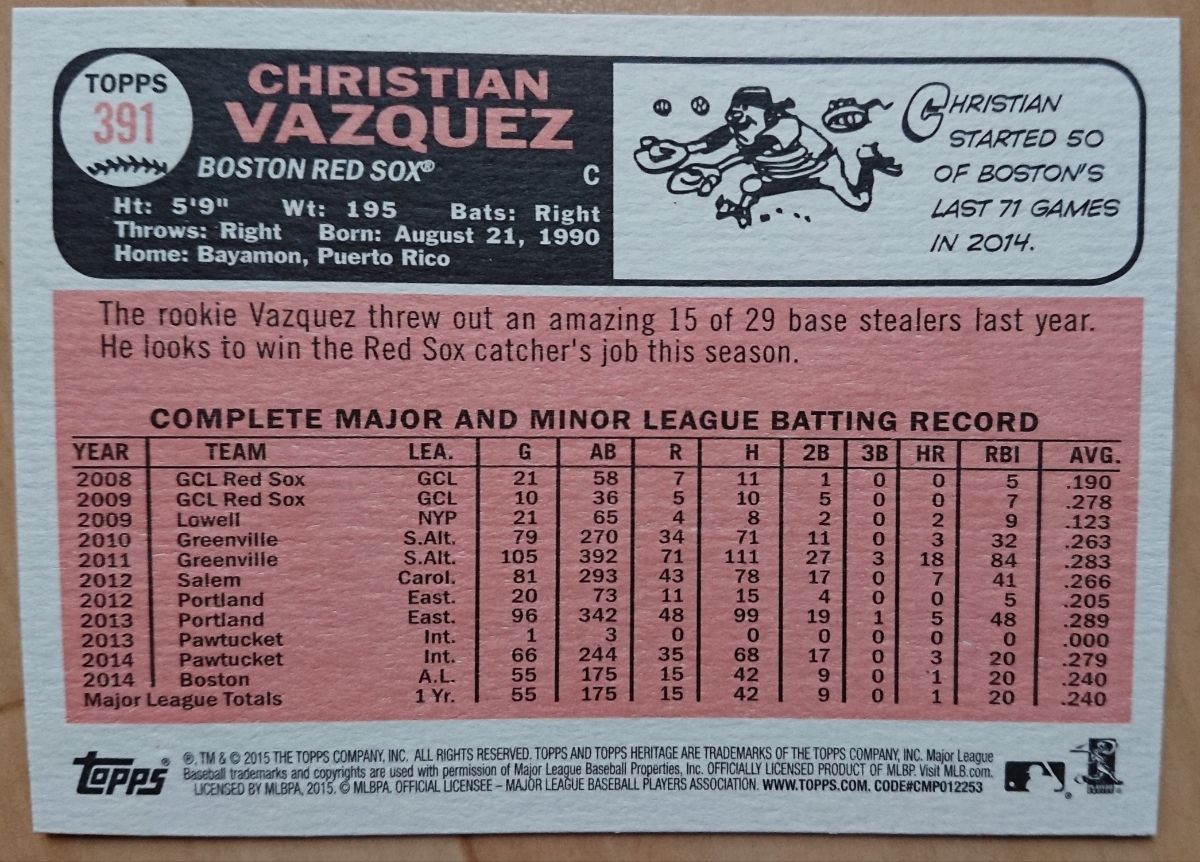 TOPPS
391
CHRISTIAN
VAZQUEZ
BOSTON RED SOX® C
Ht: 5'9" Wt: 195 Bats: Right
Throws: Right Born: August 21, 1990
Home: Bayamon, Puerto Rico
CHRISTIAN
STARTED 50
OF BOSTON'S
LAST 71 GAMES
IN 2014.
The rookie Vazquez threw out an amazing 15 of 29 base stealers last year.
He looks to win the Red Sox catcher's job this season.
COMPLETE MAJOR AND MINOR LEAGUE BATTING RECORD
YEAR TEAM LEA. G AB R H 2B 3B HR RBI AVG.
2008 GCL Red Sox GCL 21 58 7 11 1 0 0 5 .190
2009 GCL Red Sox GCL 10 36 5 10 5 0 0 7 .278
2009 Lowell NYP 21 65 4 8 2 0 2 9 .123
2010 Greenville S.Alt. 79 270 34 71 11 0 3 32 .263
2011 Greenville S.Alt. 105 392 71 111 27 3 18 84 .283
2012 Salem Carol. 81 293 43 78 17 0 7 41 .266
2012 Portland East. 20 73 11 15 4 0 0 5 .205
2013 Portland East. 96 342 48 99 19 1 5 48 .289
2013 Pawtucket Int. 1 3 0 0 0 0 0 0 .000
2014 Pawtucket Int. 66 244 35 68 17 0 3 20 .279
2014 Boston A.L. 55 175 15 42 9 0 1 20 .240
Major League Totals 1 Yr. 55 175 15 42 9 0 1 20 .240
Topps®
®, TM & © 2015 THE TOPPS COMPANY, INC. ALL RIGHTS RESERVED. TOPPS AND TOPPS HERITAGE ARE TRADEMARKS OF THE TOPPS COMPANY, INC. Major League
Baseball trademarks and copyrights are used with permission of Major League Baseball Properties, Inc. OFFICIALLY LICENSED PRODUCT OF MLBP. Visit MLB.com.
LICENSED BY MLBPA, 2015. © MLBPA. OFFICIAL LICENSEE – MAJOR LEAGUE BASEBALL PLAYERS ASSOCIATION. WWW.TOPPS.COM. CODE#CMP012253